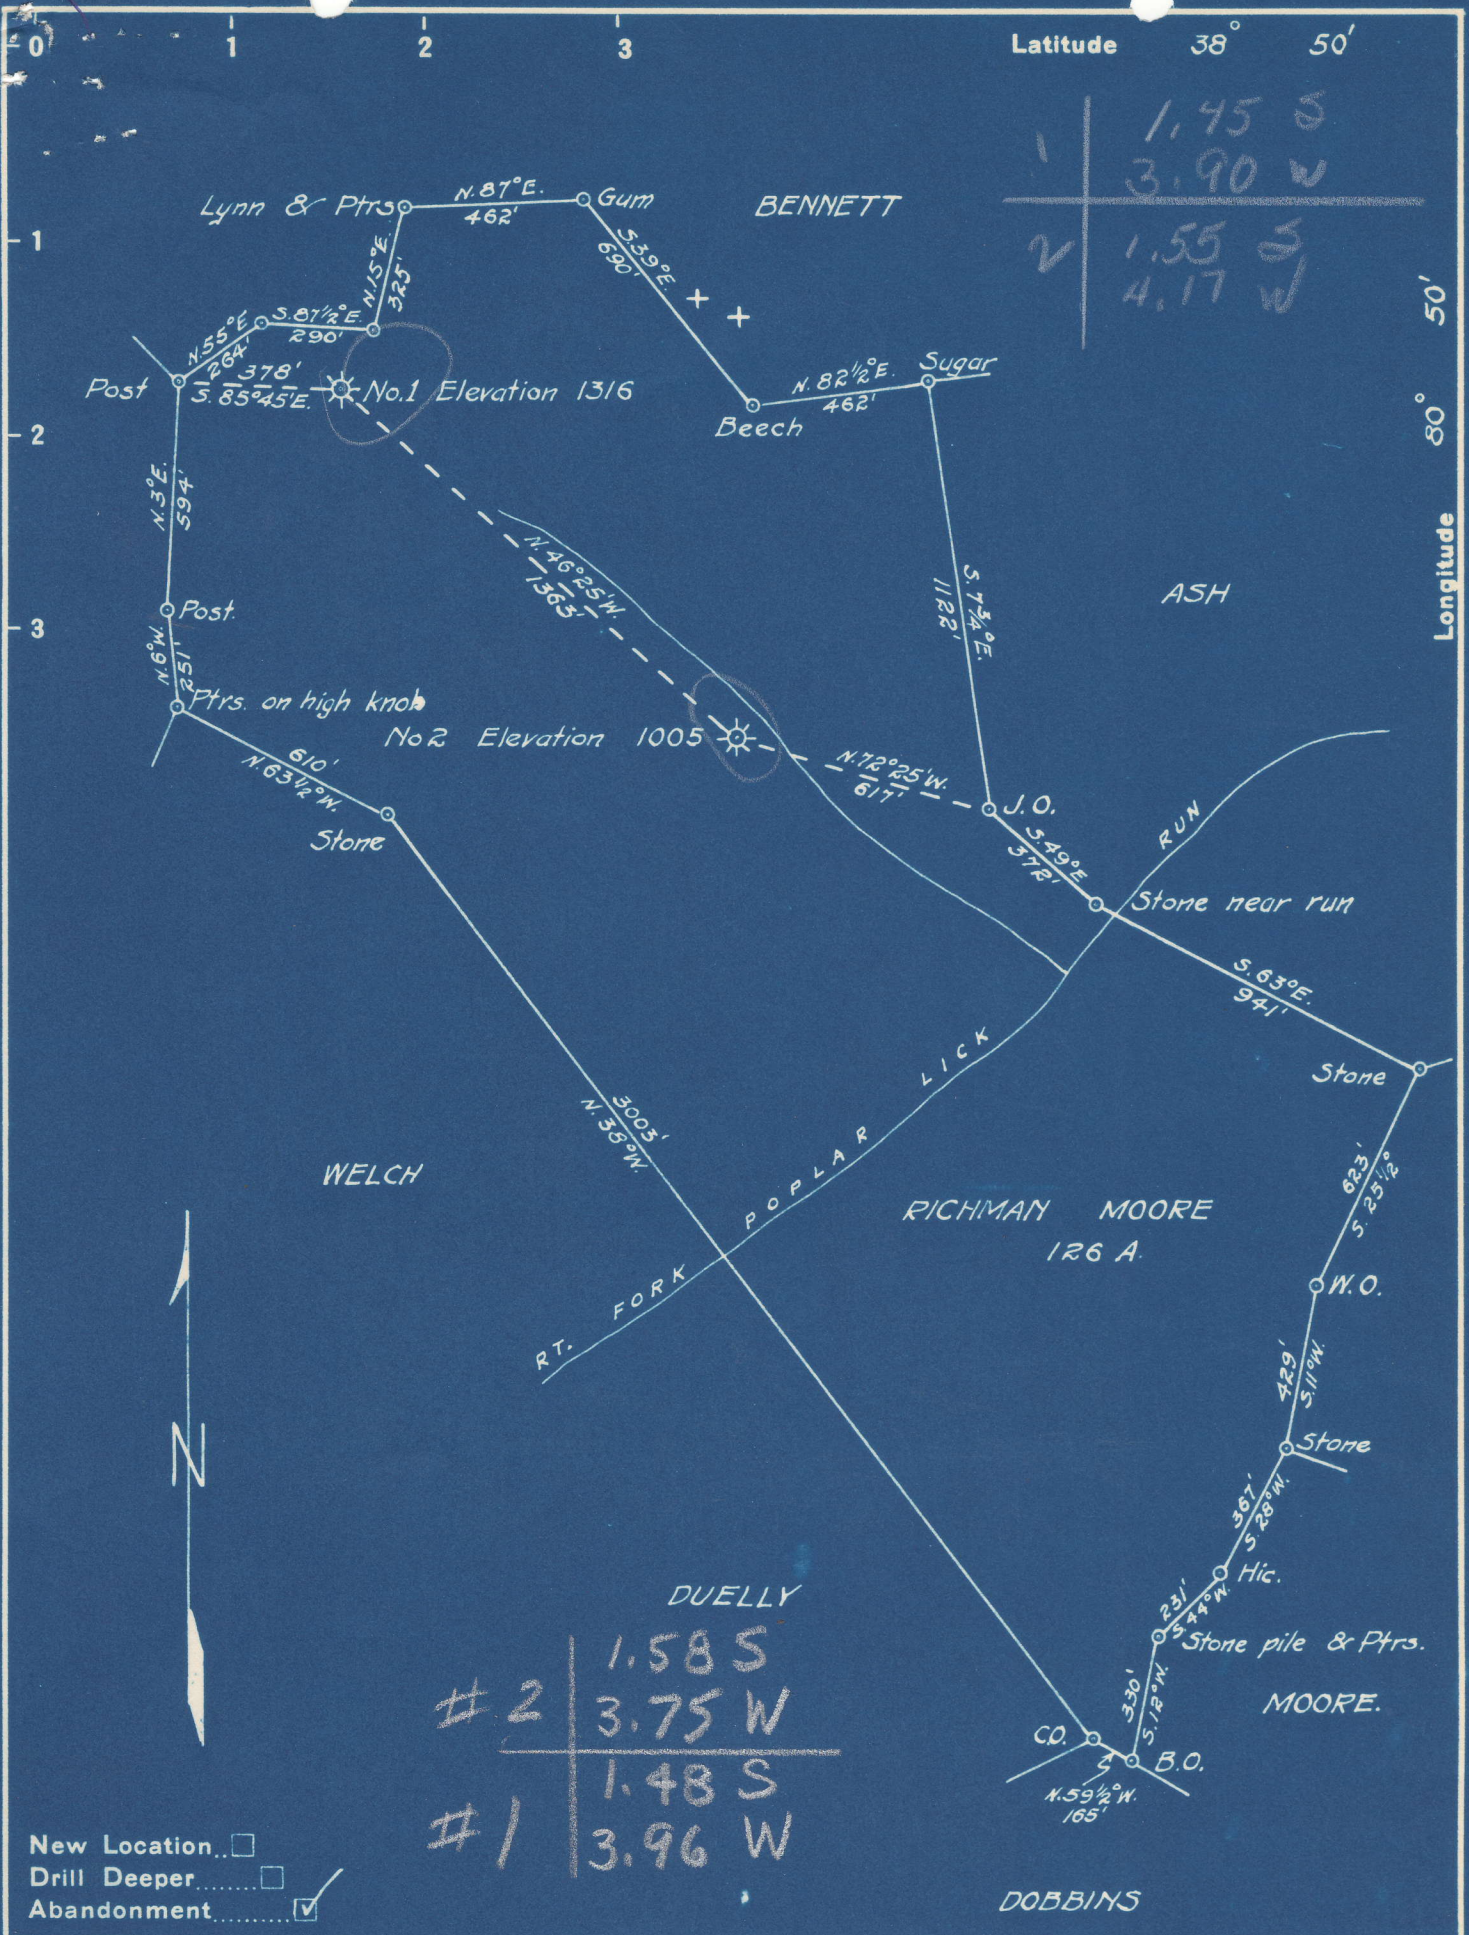 0 1 2 3 Latitude 38° 50'
1.45 S
1 3.90 W
2 1.55 S
4.17 W
Lynn & Ptrs
N.87°E.
462'
Gum
BENNETT
1
N.15°E.
325'
S.39°E.
690'
Longitude 80° 50'
N.55°E
264'
S.87½°E.
290'
Post
378'
S.85°45'E.
No.1 Elevation 1316
N.82½°E.
462'
Sugar
Beech
2
N.3°E.
594'
N.46°25'W.
1363'
S.7¾°E.
1122'
ASH
Post.
3
N.6°W.
251'
Ptrs. on high knob
No2 Elevation 1005
610'
N.63½°W.
Stone
N.72°25'W.
617'
J.O.
S.49°E
372'
Stone near run
S.63°E.
941'
Stone
RT. FORK POPLAR LICK RUN
3003'
N.38°W.
WELCH
RICHMAN MOORE
126 A.
623'
S.25½°
W.O.
429'
S.11°W.
Stone
N
367'
S.28°W.
Hic.
231'
S.44°W.
Stone pile & Ptrs.
DUELLY
330'
S.12°W.
MOORE.
#2 1.58 S
3.75 W
#1 1.48 S
3.96 W
C.O.
B.O.
N.59½°W.
165'
New Location..
Drill Deeper........
Abandonment.........✓
DOBBINS